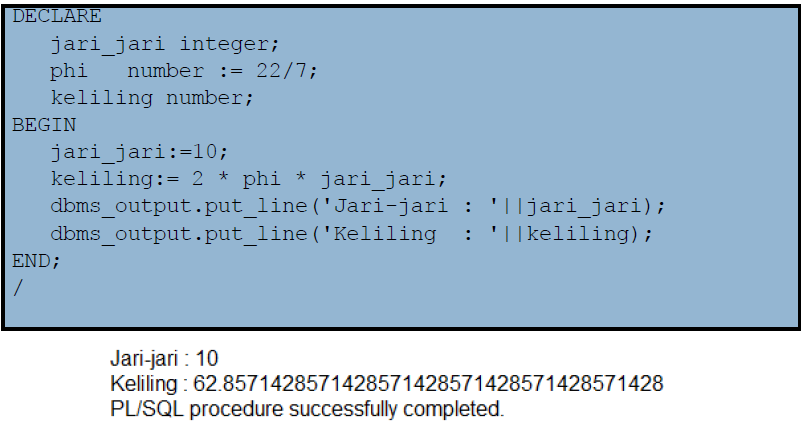 DECLARE
jari_jari integer;
phi number := 22/7;
keliling number;
BEGIN
jari_jari:=10;
keliling:= 2 * phi * jari_jari;
dbms_output.put_line('Jari-jari : '||jari_jari);
dbms_output.put_line('Keliling  : '||keliling);
END;
/
Jari-jari : 10
Keliling : 62.8571428571428571428571428571428571428
PL/SQL procedure successfully completed.